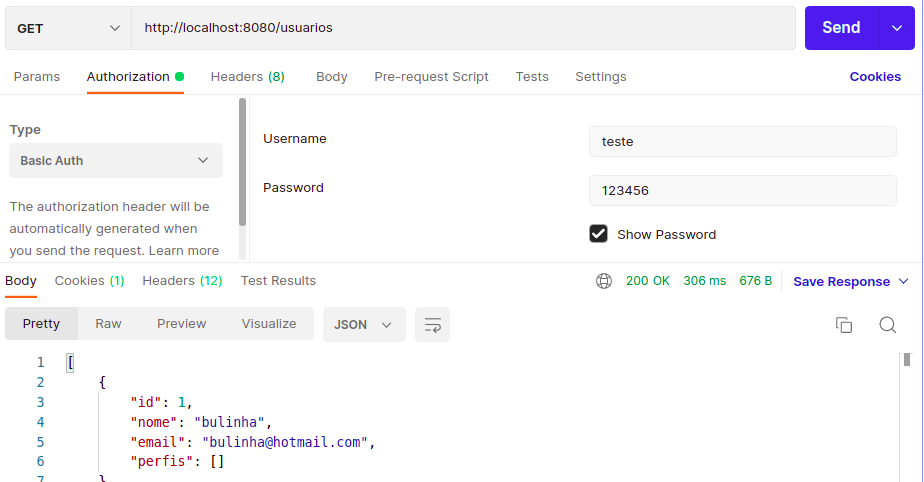 GET http://localhost:8080/usuarios Send
Params Authorization Headers (8) Body Pre-request Script Tests Settings Cookies
Type
Basic Auth
The authorization header will be
automatically generated when
you send the request. Learn more
Username teste
Password 123456
Show Password
Body Cookies (1) Headers (12) Test Results 200 OK 306 ms 676 B Save Response
Pretty Raw Preview Visualize JSON
1 [
2 {
3 "id": 1,
4 "nome": "bulinha",
5 "email": "bulinha@hotmail.com",
6 "perfis": []
7 }